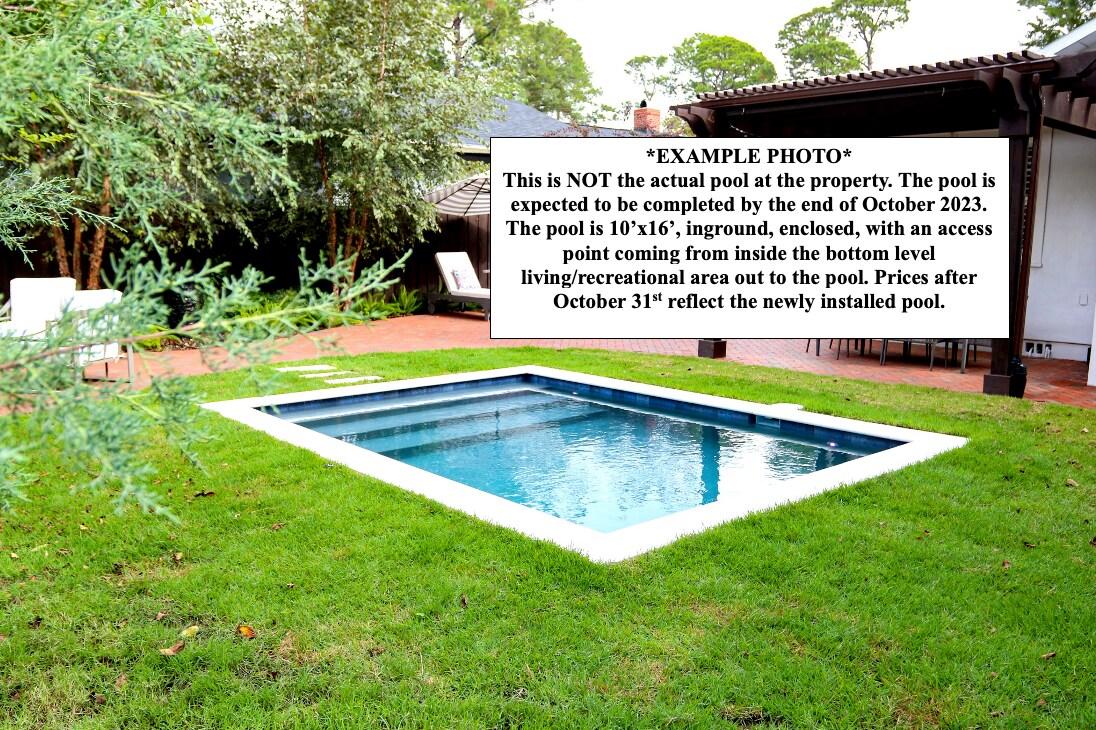 *EXAMPLE PHOTO*
This is NOT the actual pool at the property. The pool is
expected to be completed by the end of October 2023.
The pool is 10’x16’, inground, enclosed, with an access
point coming from inside the bottom level
living/recreational area out to the pool. Prices after
October 31st reflect the newly installed pool.